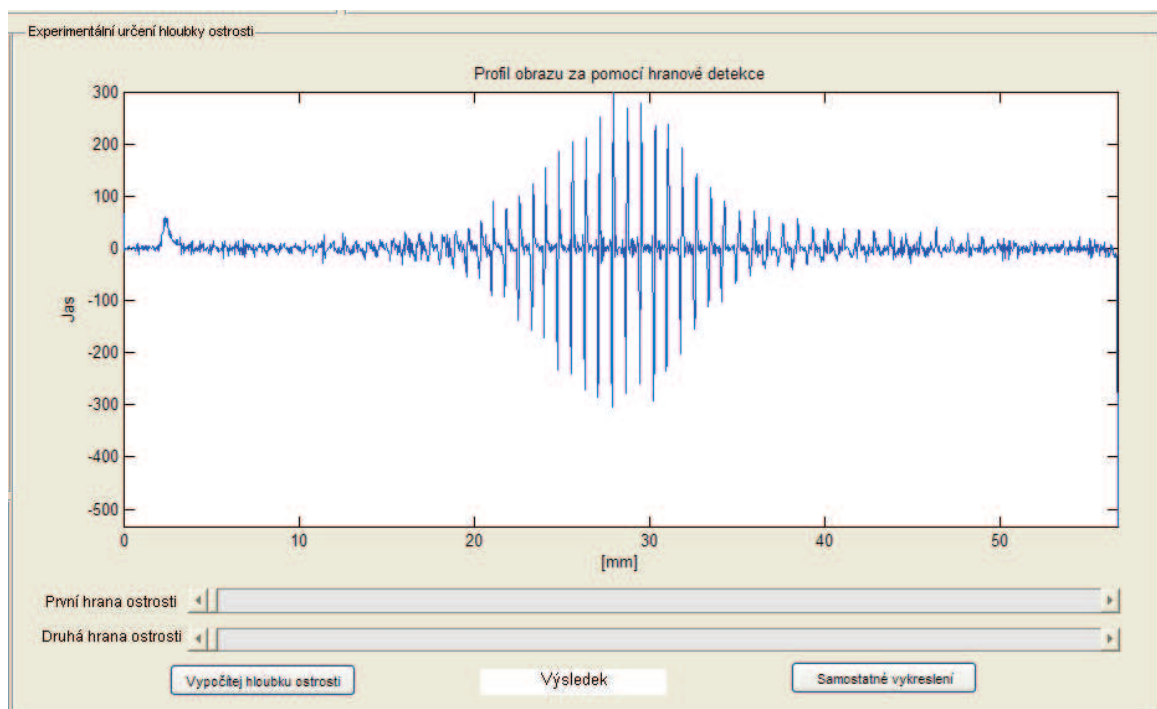 Experimentální určení hloubky ostrosti
Profil obrazu za pomocí hranové detekce
300
200
100
0
-100
-200
-300
-400
-500
Jas
0 10 20 30 40 50
[mm]
První hrana ostrosti
Druhá hrana ostrosti
Vypočítej hloubku ostrosti Výsledek Samostatné vykreslení